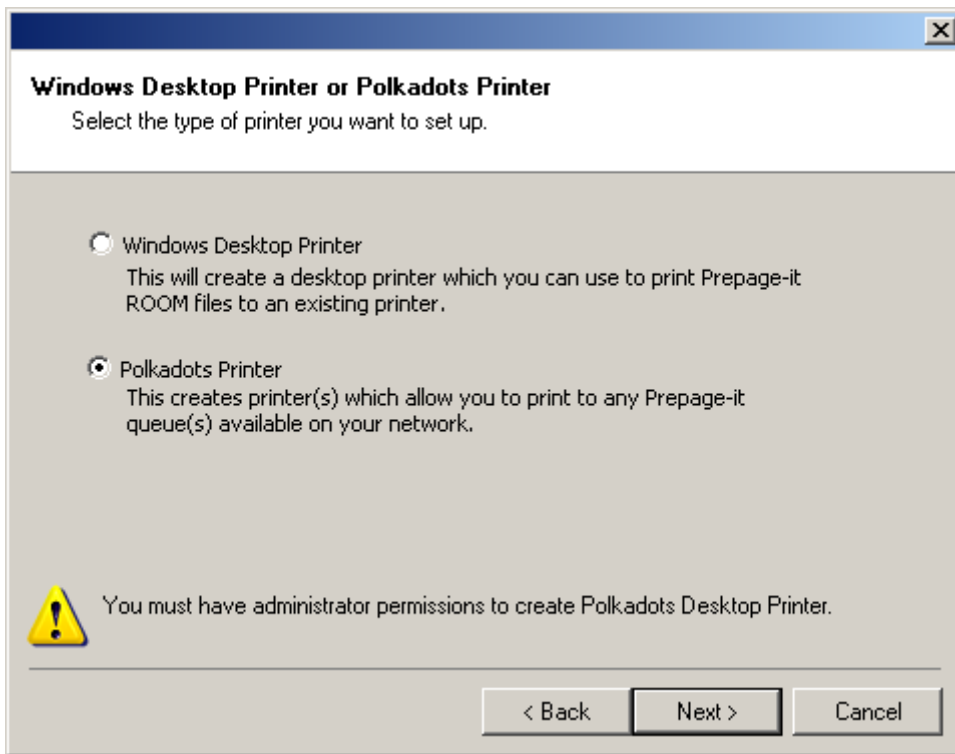 Windows Desktop Printer or Polkadots Printer
Select the type of printer you want to set up.
Windows Desktop Printer
This will create a desktop printer which you can use to print Prepage-it
ROOM files to an existing printer.
Polkadots Printer
This creates printer(s) which allow you to print to any Prepage-it
queue(s) available on your network.
You must have administrator permissions to create Polkadots Desktop Printer.
< Back
Next >
Cancel